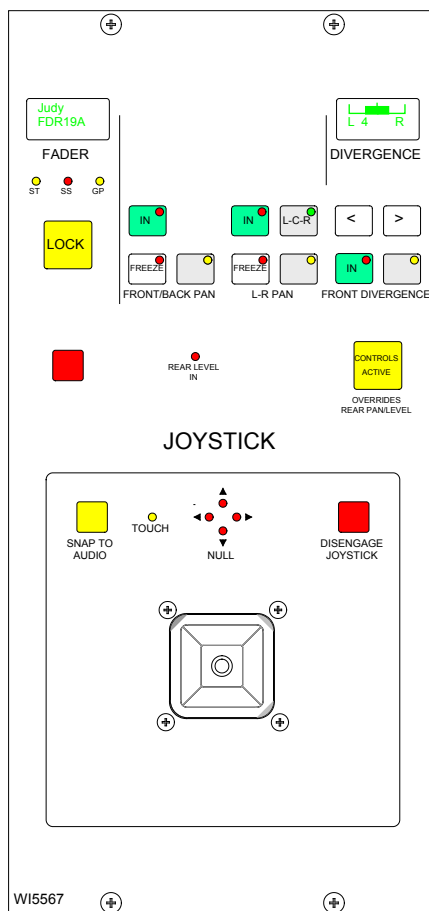 Judy
FDR19A
L 4 R
FADER
DIVERGENCE
ST SS GP
LOCK
IN
IN
L-C-R
< >
FREEZE
FREEZE
IN
FRONT/BACK PAN
L-R PAN
FRONT DIVERGENCE
REAR LEVEL
IN
CONTROLS
ACTIVE
OVERRIDES
REAR PAN/LEVEL
JOYSTICK
SNAP TO
AUDIO
TOUCH
-
NULL
DISENGAGE
JOYSTICK
WI5567